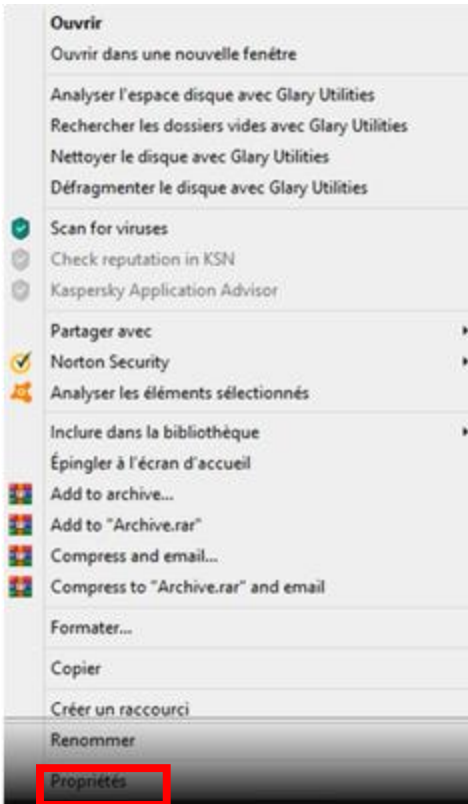 Ouvrir
Ouvrir dans une nouvelle fenêtre
Analyser l'espace disque avec Glary Utilities
Rechercher les dossiers vides avec Glary Utilities
Nettoyer le disque avec Glary Utilities
Défragmenter le disque avec Glary Utilities
Scan for viruses
Check reputation in KSN
Kaspersky Application Advisor
Partager avec
Norton Security
Analyser les éléments sélectionnés
Inclure dans la bibliothèque
Épingler à l'écran d'accueil
Add to archive...
Add to "Archive.rar"
Compress and email...
Compress to "Archive.rar" and email
Formater...
Copier
Créer un raccourci
Renommer
Propriétés